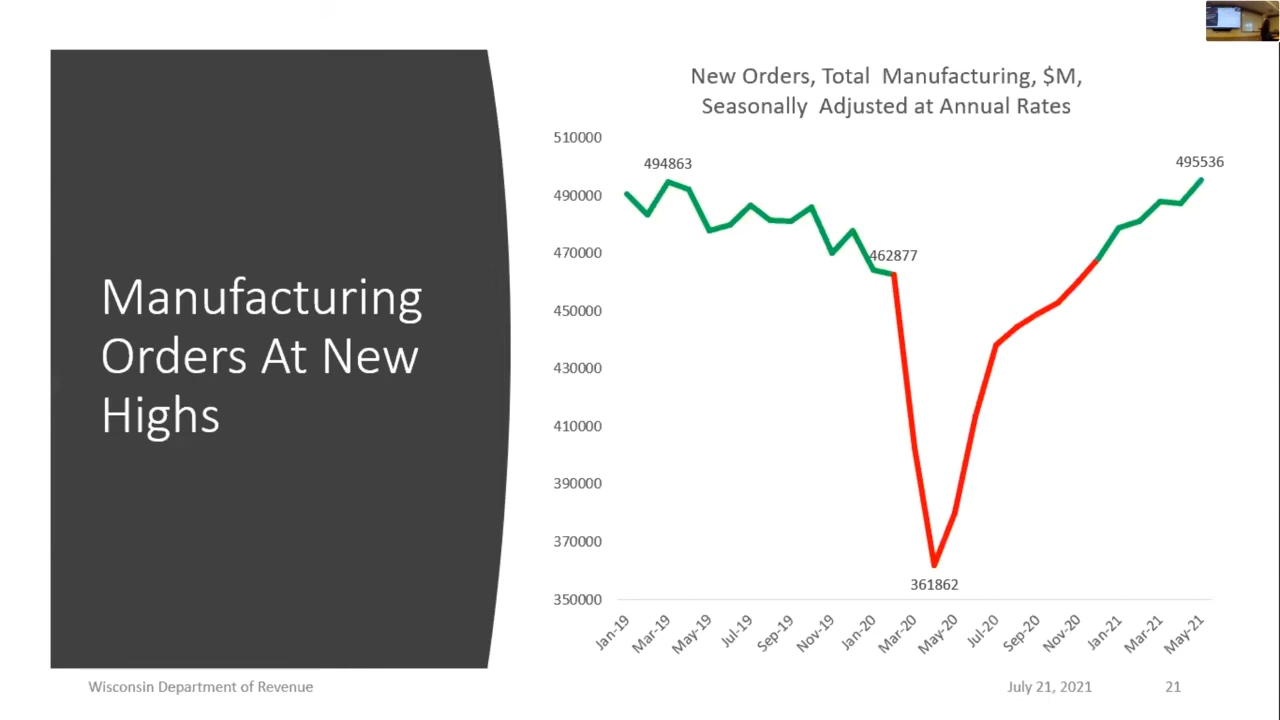 Manufacturing
Orders At New
Highs
New Orders, Total Manufacturing, $M,
Seasonally Adjusted at Annual Rates
510000
490000
470000
450000
430000
410000
390000
370000
350000
494863
462877
361862
495536
Jan-19
Mar-19
May-19
Jul-19
Sep-19
Nov-19
Jan-20
Mar-20
May-20
Jul-20
Sep-20
Nov-20
Jan-21
Mar-21
May-21
Wisconsin Department of Revenue
July 21, 2021
21